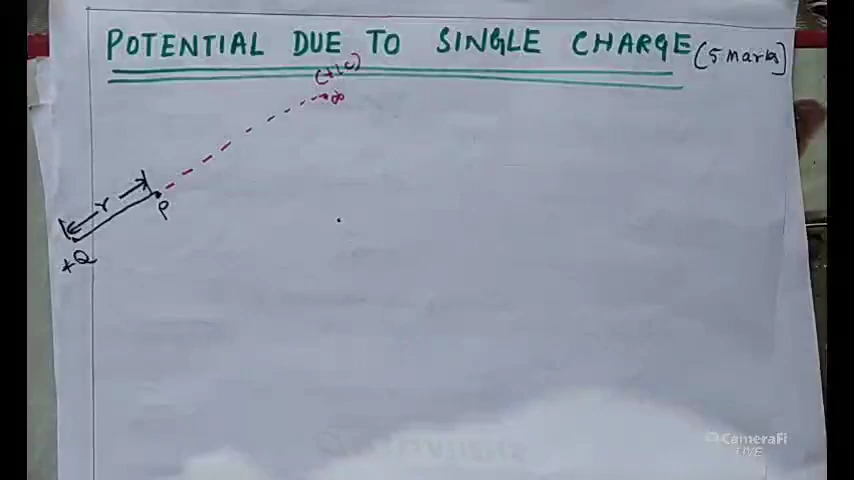 POTENTIAL DUE TO SINGLE CHARGE (5 marks)
(+1C)
∞
r
P
+Q
CameraFi
LIVE